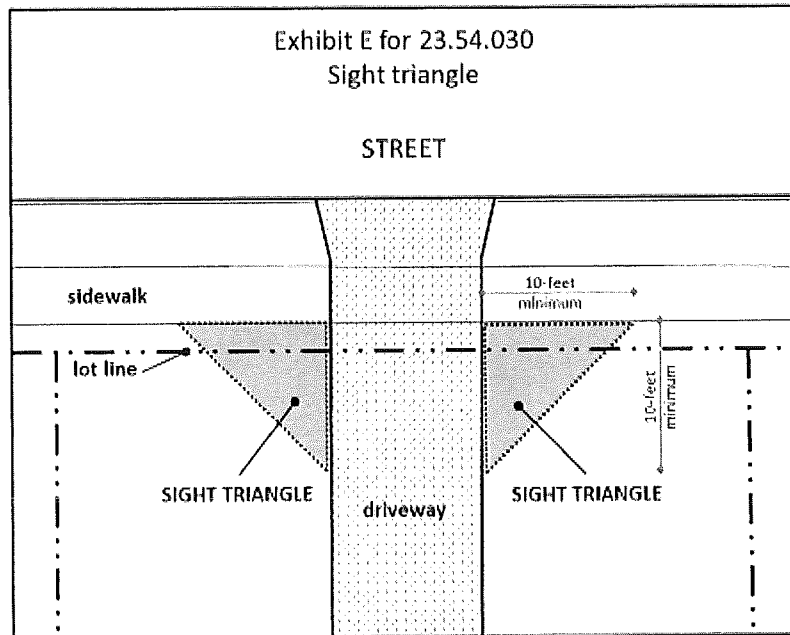 Exhibit E for 23.54.030
Sight triangle
STREET
sidewalk
10-feet
minimum
lot line
10-feet
minimum
SIGHT TRIANGLE
SIGHT TRIANGLE
driveway